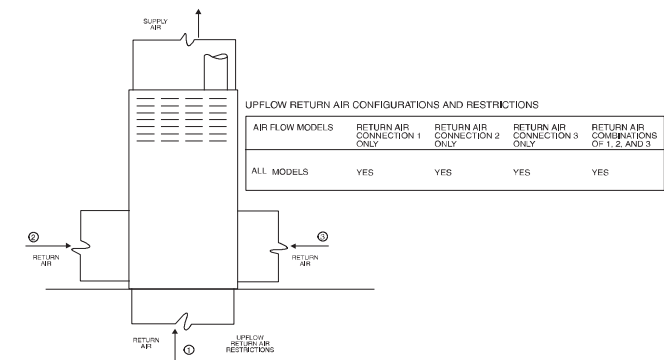 SUPPLY
AIR
UPFLOW RETURN AIR CONFIGURATIONS AND RESTRICTIONS
AIR FLOW MODELS
RETURN AIR
CONNECTION 1
ONLY
RETURN AIR
CONNECTION 2
ONLY
RETURN AIR
CONNECTION 3
ONLY
RETURN AIR
COMBINATIONS
OF 1, 2, AND 3
ALL MODELS
YES
YES
YES
YES
2
RETURN
AIR
3
RETURN
AIR
RETURN
AIR
1
UPFLOW
RETURN AIR
RESTRICTIONS